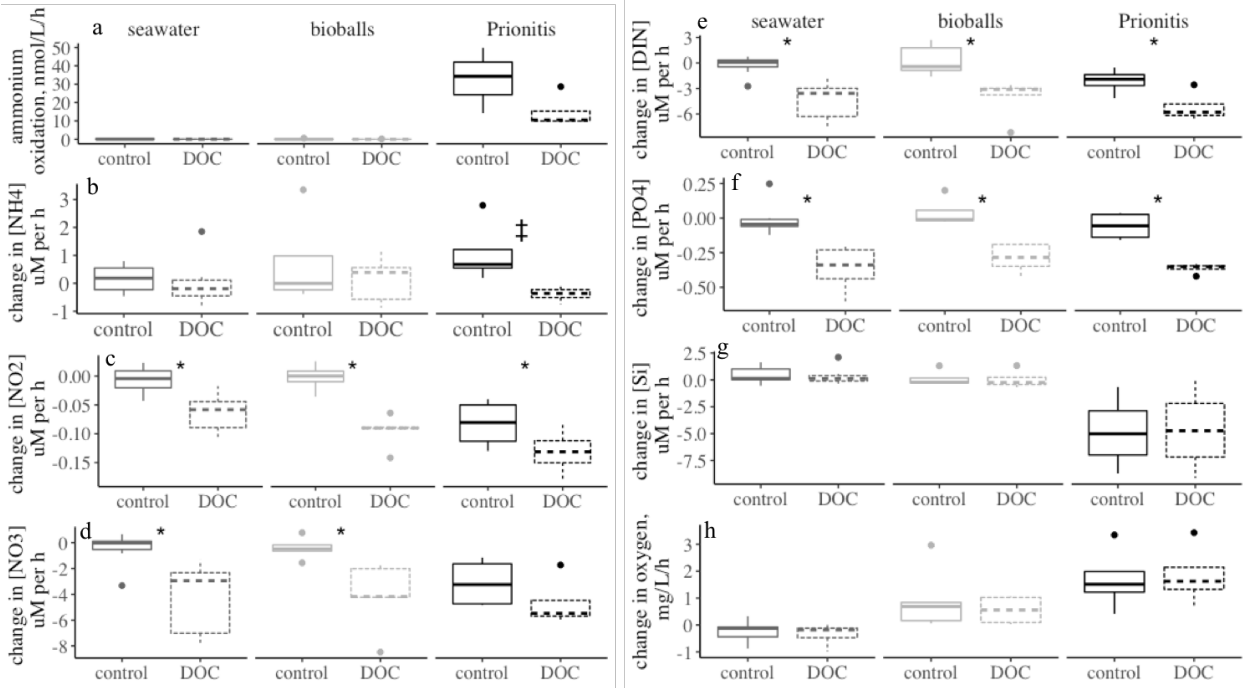 a
seawater
bioballs
Prionitis
ammonium
oxidation, nmol/L/h
50
40
30
20
10
0
control DOC control DOC control DOC
b
change in [NH4]
uM per h
3
2
1
0
-1
‡
control DOC control DOC control DOC
c
change in [NO2]
uM per h
0.00
-0.05
-0.10
-0.15
* * *
control DOC control DOC control DOC
d
change in [NO3]
uM per h
0
-2
-4
-6
-8
* *
control DOC control DOC control DOC
e
seawater
bioballs
Prionitis
change in [DIN]
uM per h
3
0
-3
-6
* * *
control DOC control DOC control DOC
f
change in [PO4]
uM per h
0.25
0.00
-0.25
-0.50
* * *
control DOC control DOC control DOC
g
change in [Si]
uM per h
2.5
0.0
-2.5
-5.0
-7.5
control DOC control DOC control DOC
h
change in oxygen,
mg/L/h
3
2
1
0
-1
control DOC control DOC control DOC